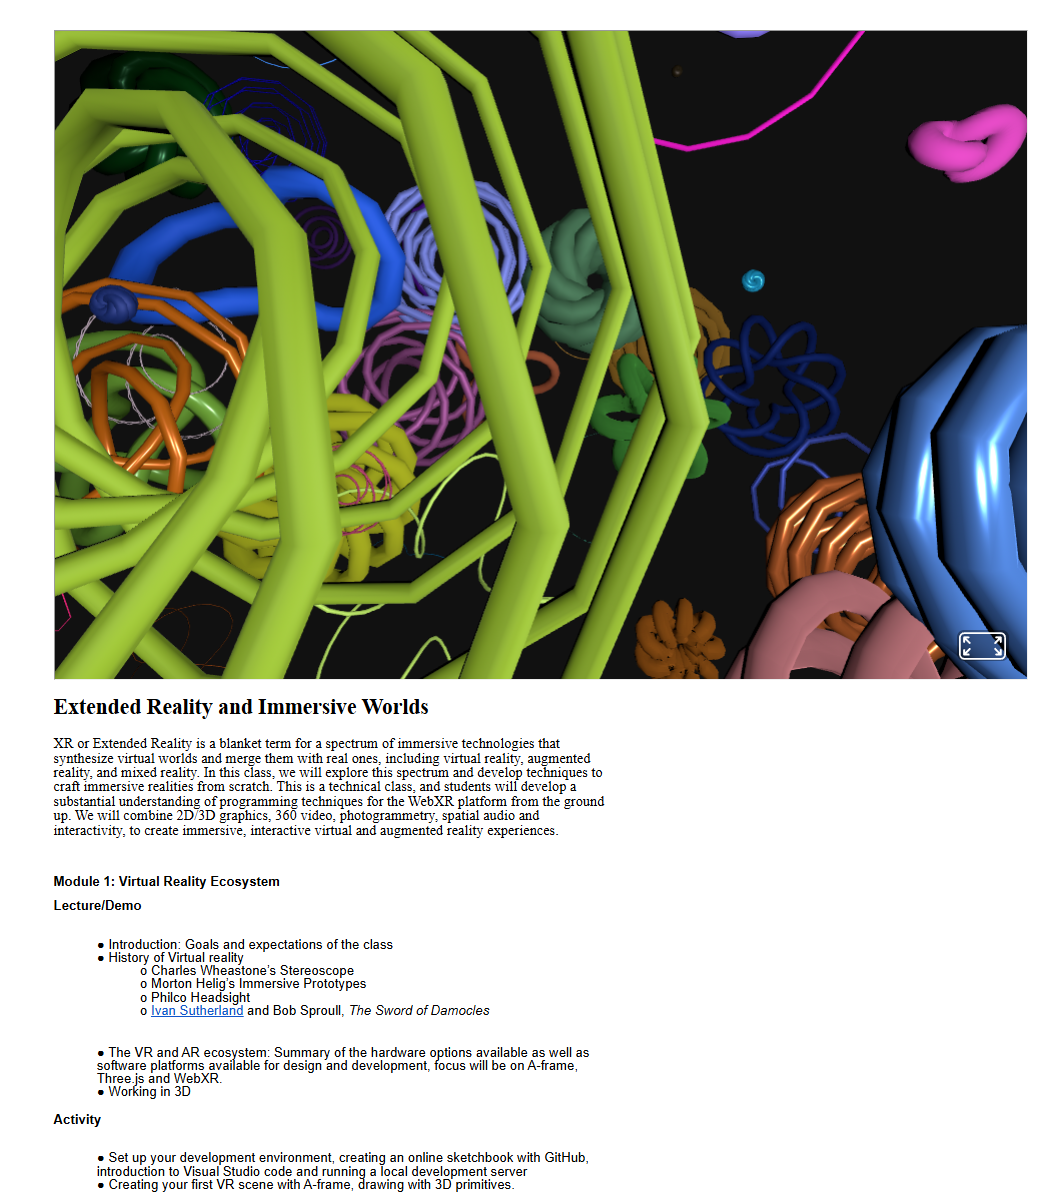 Extended Reality and Immersive Worlds
XR or Extended Reality is a blanket term for a spectrum of immersive technologies that
synthesize virtual worlds and merge them with real ones, including virtual reality, augmented
reality, and mixed reality. In this class, we will explore this spectrum and develop techniques to
craft immersive realities from scratch. This is a technical class, and students will develop a
substantial understanding of programming techniques for the WebXR platform from the ground
up. We will combine 2D/3D graphics, 360 video, photogrammetry, spatial audio and
interactivity, to create immersive, interactive virtual and augmented reality experiences.
Module 1: Virtual Reality Ecosystem
Lecture/Demo
● Introduction: Goals and expectations of the class
● History of Virtual reality
o Charles Wheastone’s Stereoscope
o Morton Helig’s Immersive Prototypes
o Philco Headsight
o Ivan Sutherland and Bob Sproull, The Sword of Damocles
● The VR and AR ecosystem: Summary of the hardware options available as well as
software platforms available for design and development, focus will be on A-frame,
Three.js and WebXR.
● Working in 3D
Activity
● Set up your development environment, creating an online sketchbook with GitHub,
introduction to Visual Studio code and running a local development server
● Creating your first VR scene with A-frame, drawing with 3D primitives.